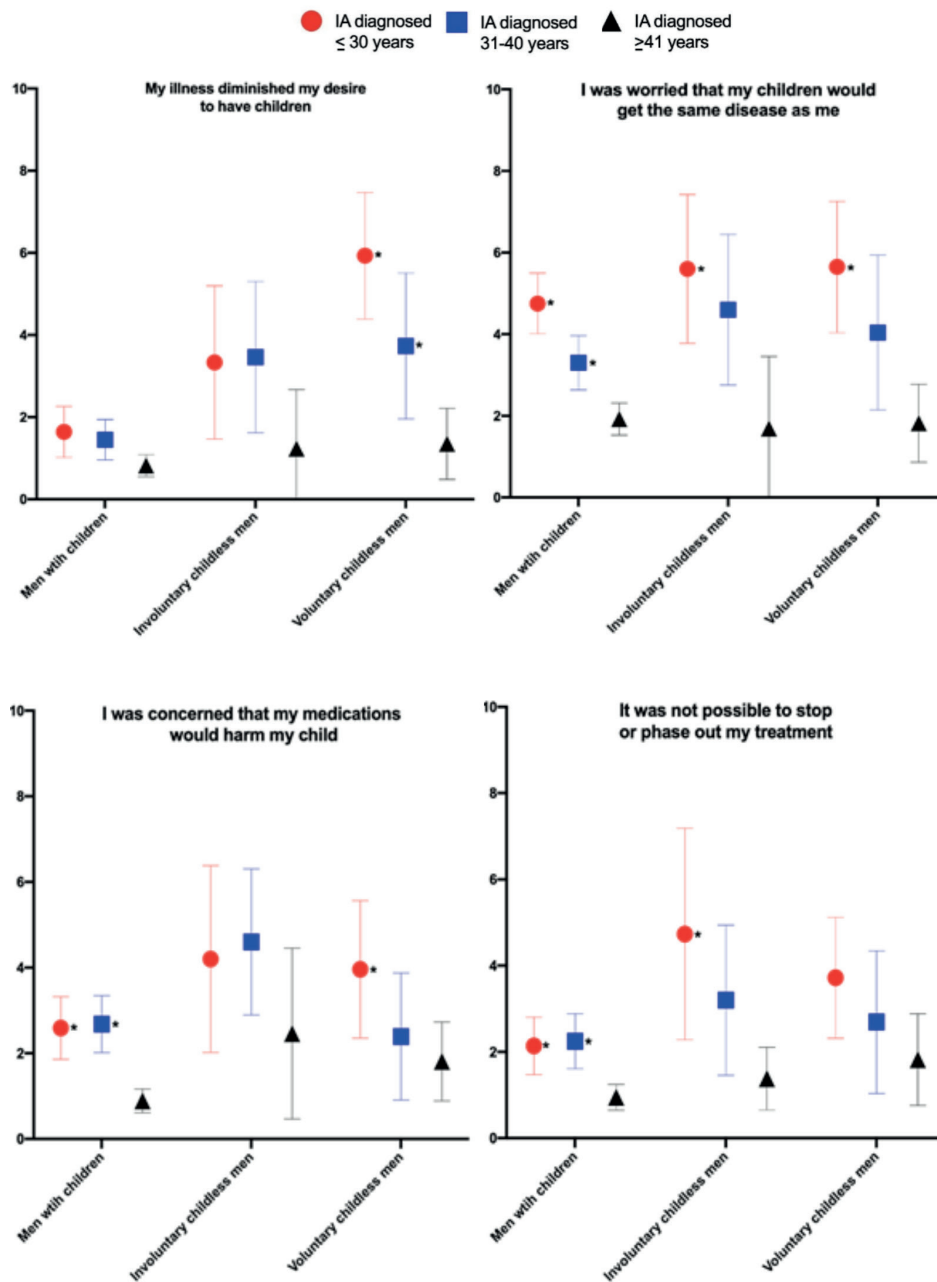 IA diagnosed
≤ 30 years
IA diagnosed
31-40 years
IA diagnosed
≥41 years
My illness diminished my desire
to have children
10
8
6
4
2
0
*
*
Men wtih children
Involuntary childless men
Voluntary childless men
I was worried that my children would
get the same disease as me
10
8
6
4
2
0
*
*
*
*
Men wtih children
Involuntary childless men
Voluntary childless men
I was concerned that my medications
would harm my child
10
8
6
4
2
0
*
*
*
Men wtih children
Involuntary childless men
Voluntary childless men
It was not possible to stop
or phase out my treatment
10
8
6
4
2
0
*
*
*
Men wtih children
Involuntary childless men
Voluntary childless men